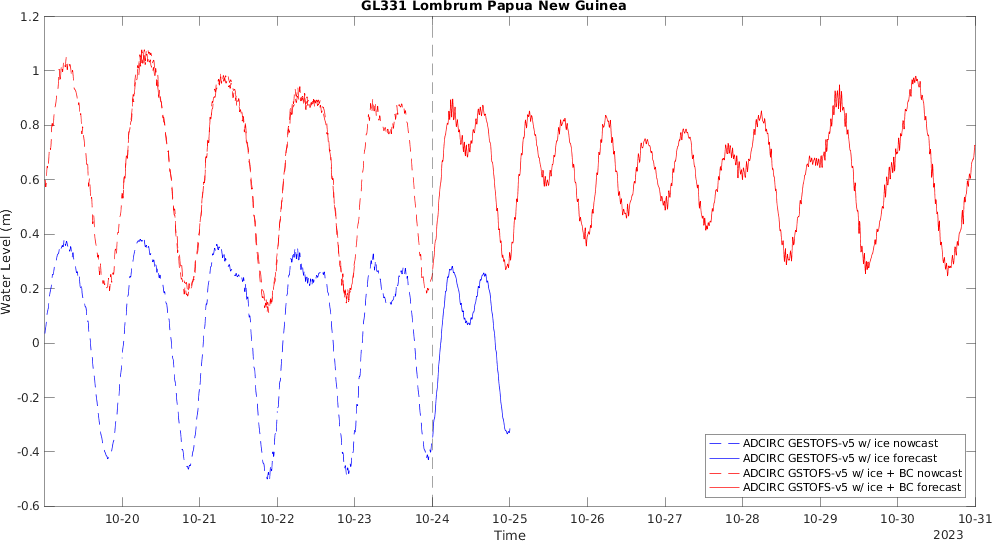 GL331 Lombrum Papua New Guinea
1.2
1
0.8
0.6
0.4
0.2
0
-0.2
-0.4
-0.6
Water Level (m)
10-20 10-21 10-22 10-23 10-24 10-25 10-26 10-27 10-28 10-29 10-30 10-31
Time
2023
ADCIRC GESTOFS-v5 w/ ice nowcast
ADCIRC GESTOFS-v5 w/ ice forecast
ADCIRC GSTOFS-v5 w/ ice + BC nowcast
ADCIRC GSTOFS-v5 w/ ice + BC forecast